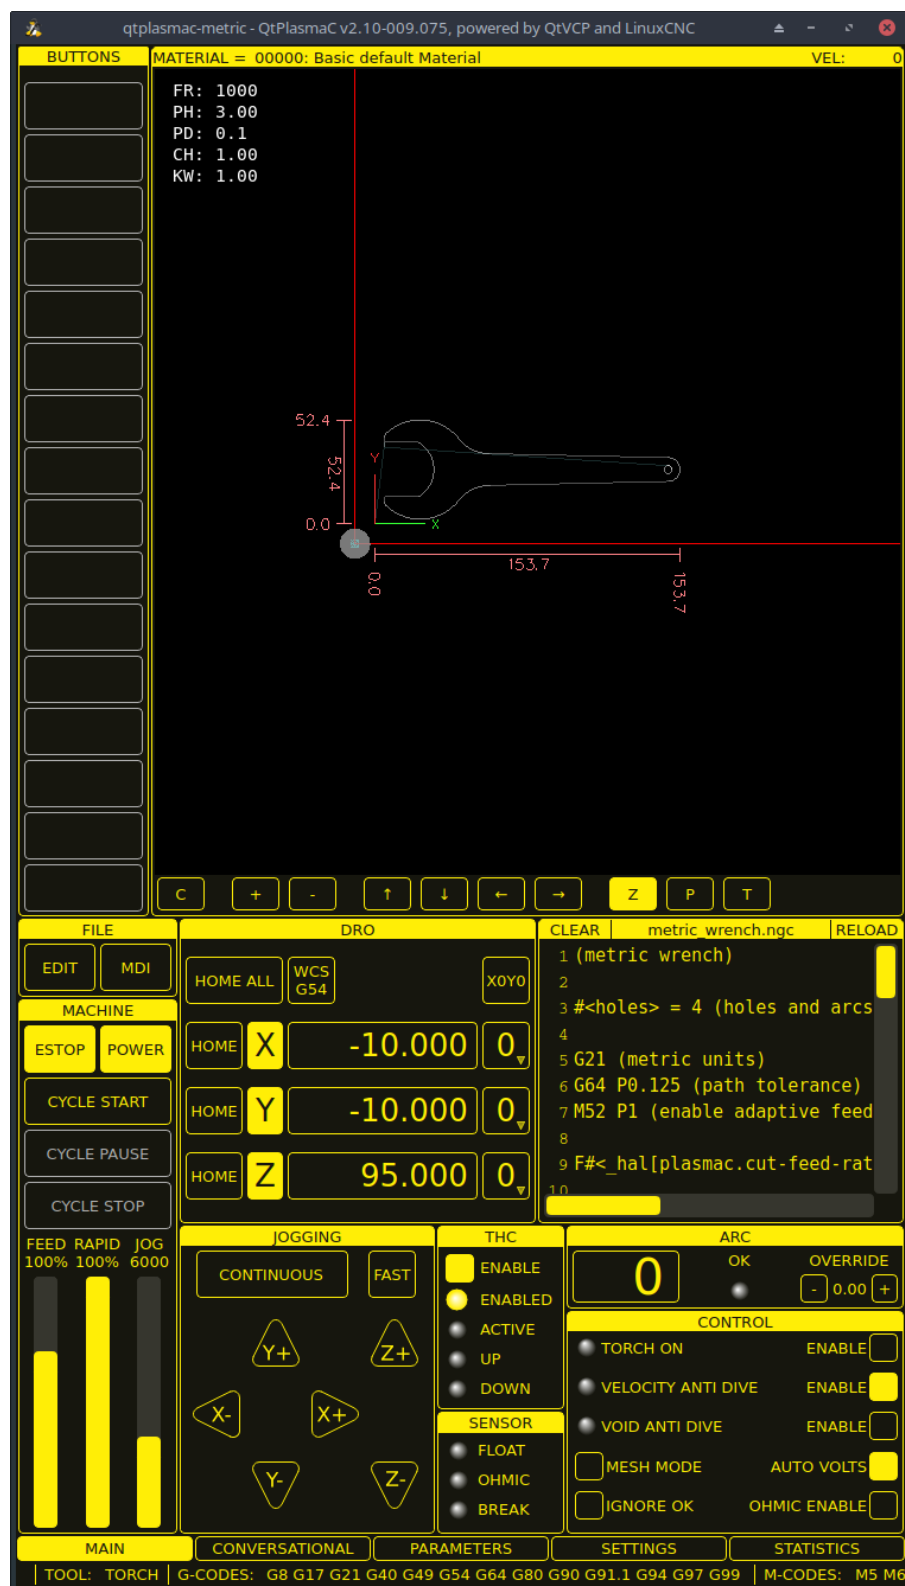 qtplasmac-metric - QtPlasmaC v2.10-009.075, powered by QtVCP and LinuxCNC
BUTTONS
MATERIAL = 00000: Basic default Material
VEL: 0
FR: 1000
PH: 3.00
PD: 0.1
CH: 1.00
KW: 1.00
52.4
52.4
0.0
Y
X
0.0
153.7
153.7
C + - ↑ ↓ ← → Z P T
FILE
EDIT MDI
MACHINE
ESTOP POWER
CYCLE START
CYCLE PAUSE
CYCLE STOP
FEED RAPID JOG
100% 100% 6000
DRO
HOME ALL
WCS
G54
X0Y0
HOME X -10.000 0
HOME Y -10.000 0
HOME Z 95.000 0
CLEAR metric_wrench.ngc RELOAD
1 (metric wrench)
2
3 #<holes> = 4 (holes and arcs
4
5 G21 (metric units)
6 G64 P0.125 (path tolerance)
7 M52 P1 (enable adaptive feed
8
9 F#<_hal[plasmac.cut-feed-rat
10
JOGGING
CONTINUOUS FAST
Y+ Z+
X- X+
Y- Z-
THC
ENABLE
ENABLED
ACTIVE
UP
DOWN
SENSOR
FLOAT
OHMIC
BREAK
ARC
0
OK
OVERRIDE
- 0.00 +
CONTROL
TORCH ON ENABLE
VELOCITY ANTI DIVE ENABLE
VOID ANTI DIVE ENABLE
MESH MODE AUTO VOLTS
IGNORE OK OHMIC ENABLE
MAIN CONVERSATIONAL PARAMETERS SETTINGS STATISTICS
TOOL: TORCH G-CODES: G8 G17 G21 G40 G49 G54 G64 G80 G90 G91.1 G94 G97 G99 M-CODES: M5 M6